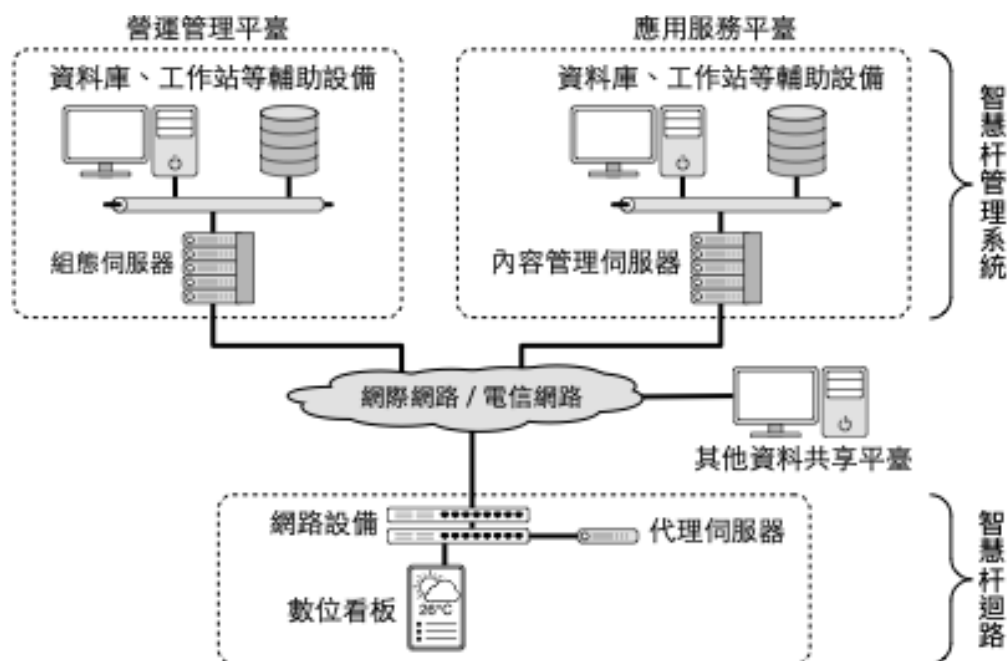 營運管理平臺
資料庫、工作站等輔助設備
組態伺服器
應用服務平臺
資料庫、工作站等輔助設備
內容管理伺服器
智慧杆管理系統
網際網路 / 電信網路
其他資料共享平臺
網路設備
代理伺服器
數位看板
26°C
智慧杆迴路